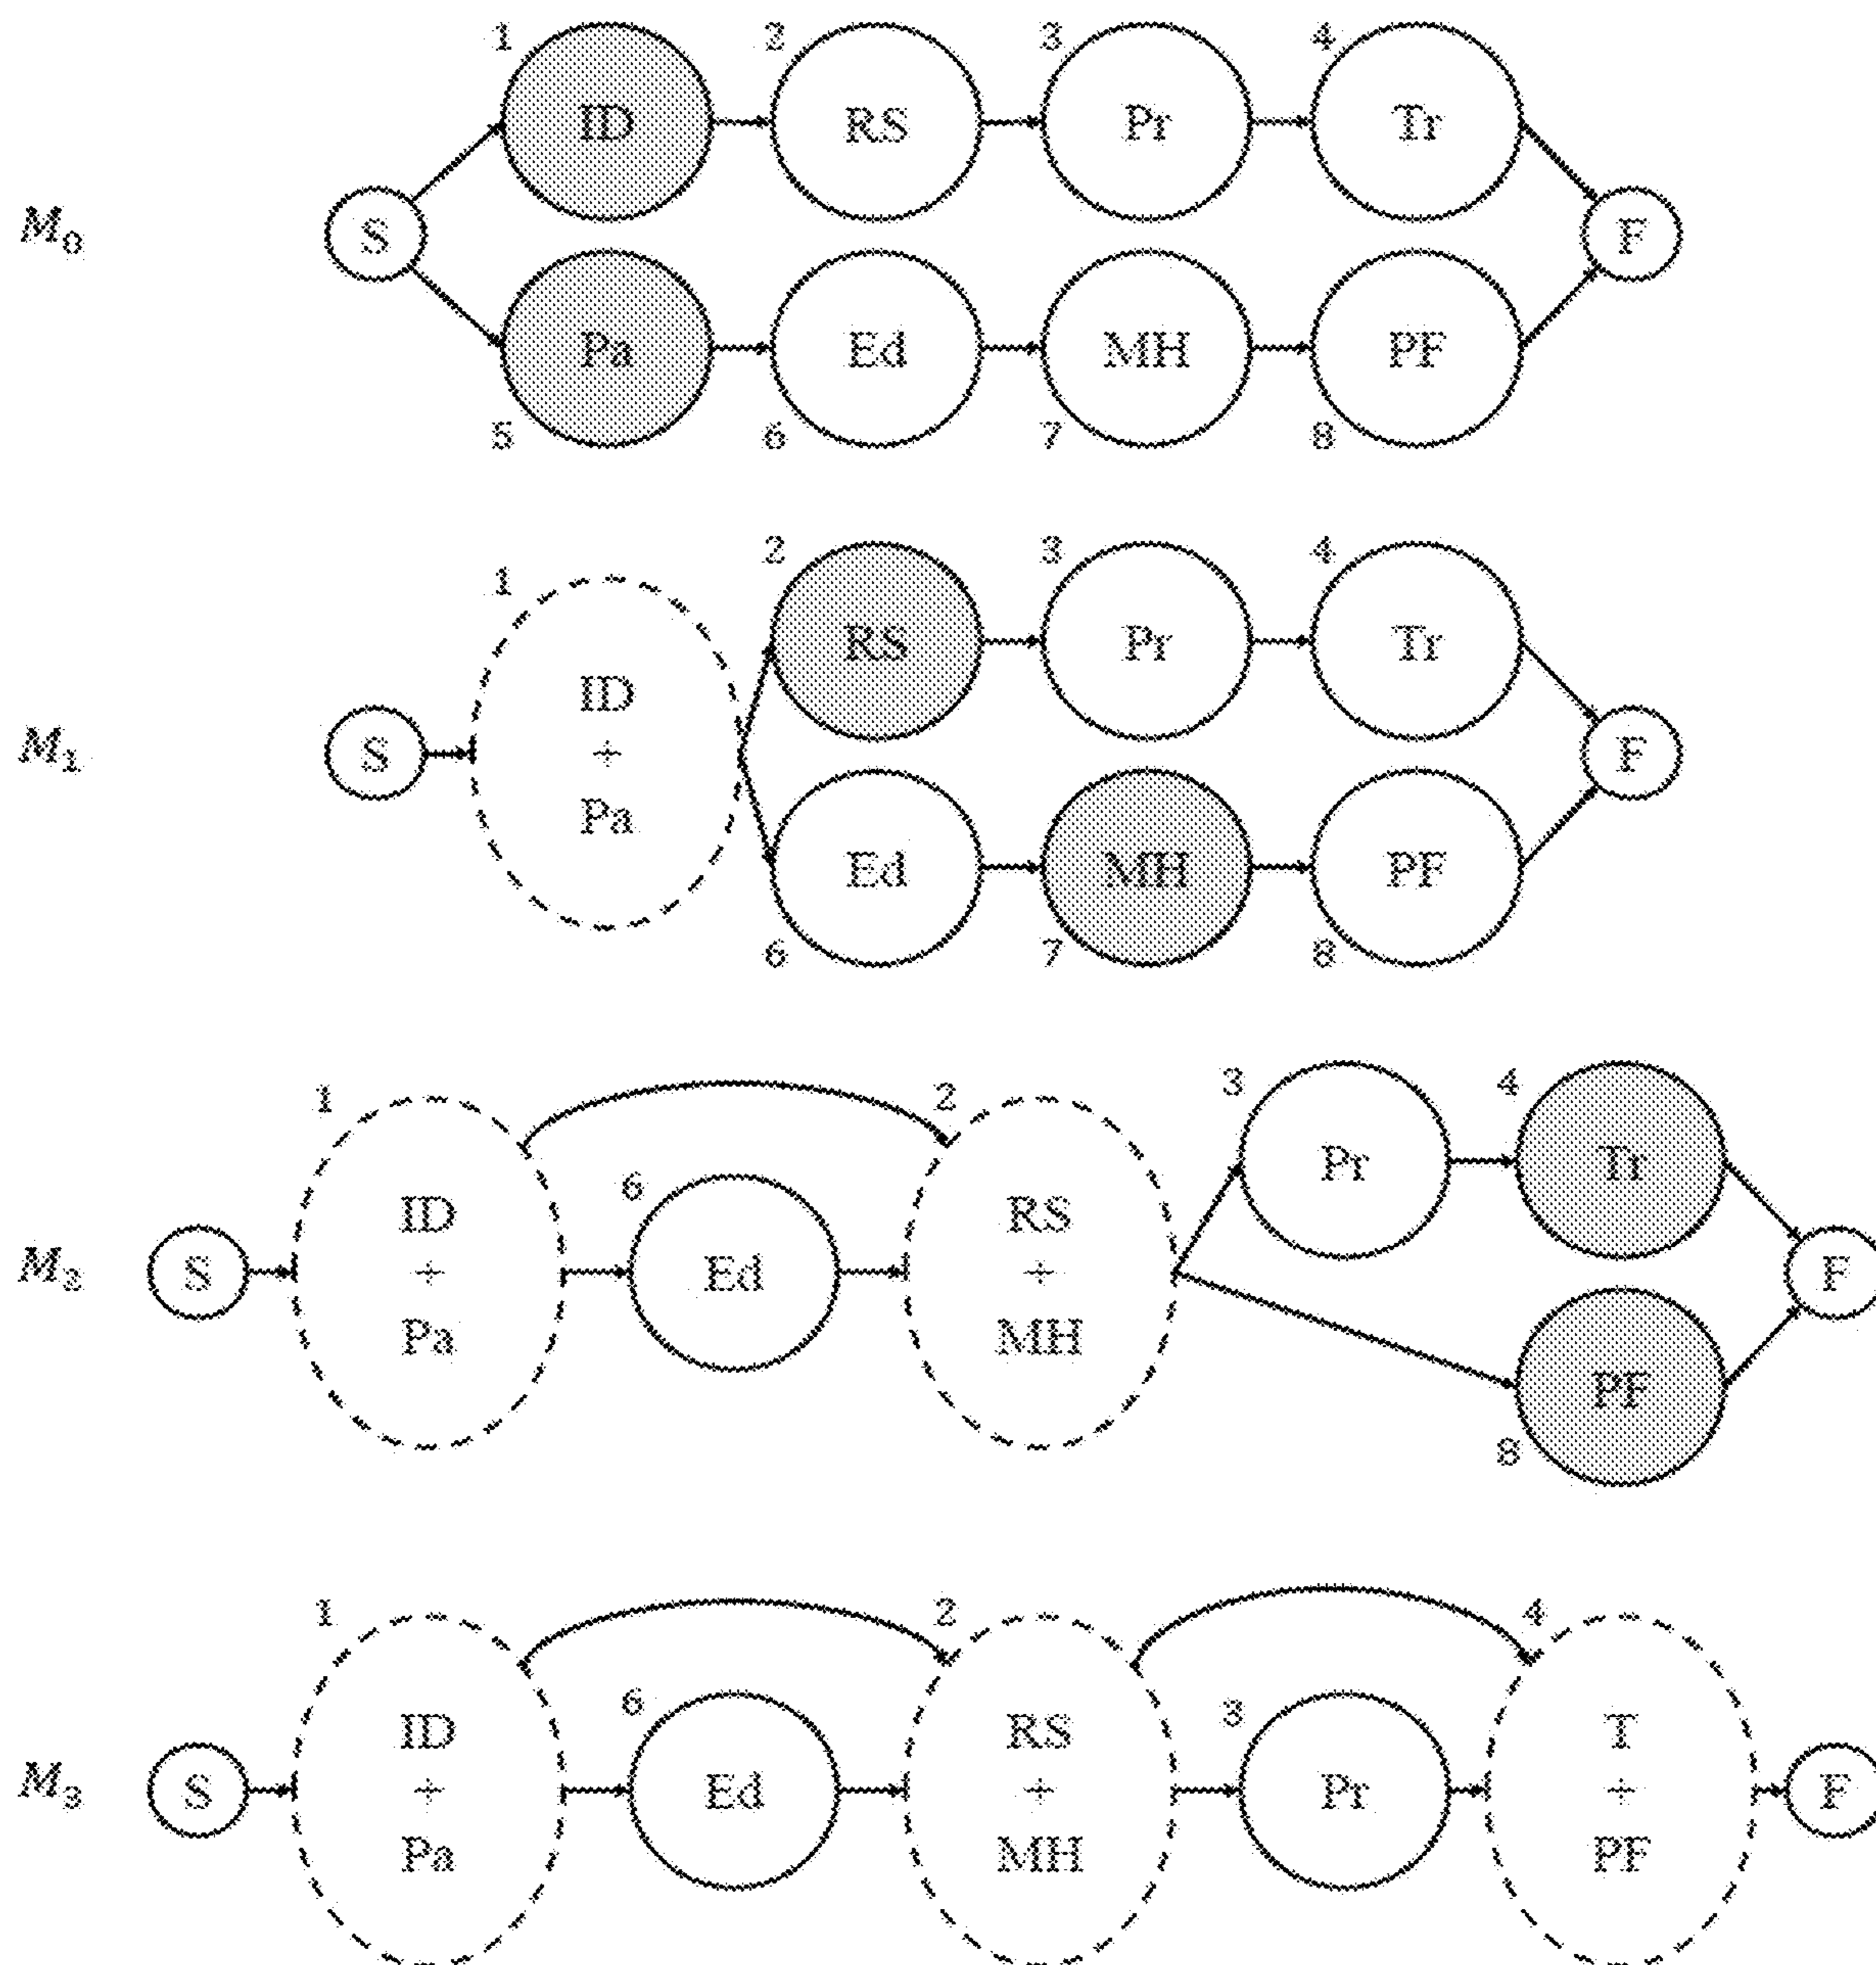 1 2 3 4
ID RS Pr Tr
M₀ S F
Pa Ed MH PF
5 6 7 8
2 3 4
1
RS Pr Tr
ID
M₁ S + F
Pa
Ed MH PF
6 7 8
3 4
1 2
Pr Tr
6
ID RS
M₂ S + Ed + F
Pa MH
PF
8
1 2 4
6 3
ID RS T
M₃ S + Ed + Pr + F
Pa MH PF